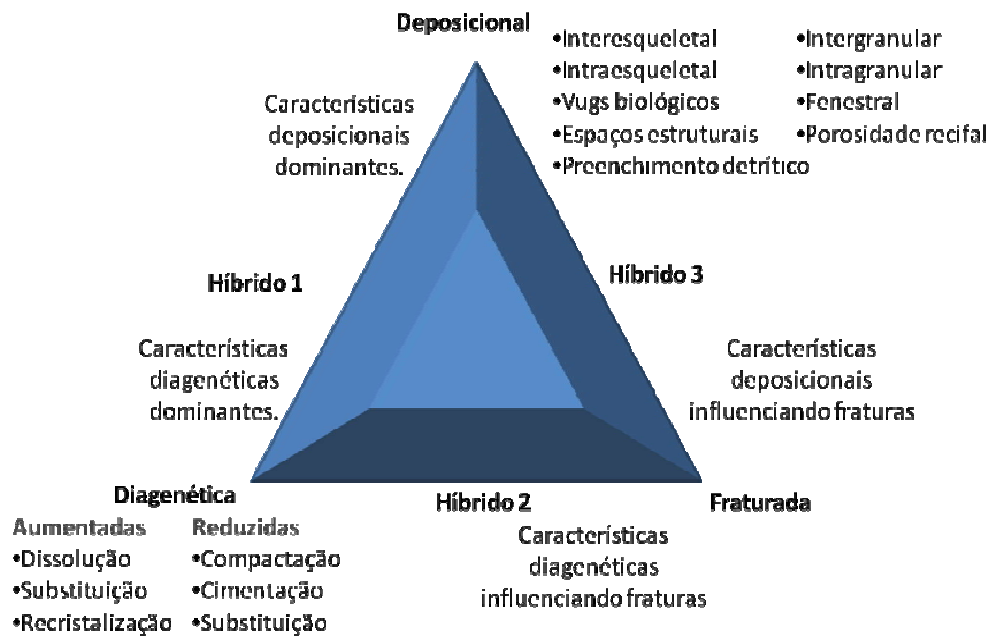 Deposicional
•Interesqueletal
•Intraesqueletal
•Vugs biológicos
•Espaços estruturais
•Preenchimento detrítico
•Intergranular
•Intragranular
•Fenestral
•Porosidade recifal
Características
deposicionais
dominantes.
Híbrido 1
Híbrido 3
Características
diagenéticas
dominantes.
Características
deposicionais
influenciando fraturas
Diagenética
Aumentadas
•Dissolução
•Substituição
•Recristalização
Reduzidas
•Compactação
•Cimentação
•Substituição
Híbrido 2
Características
diagenéticas
influenciando fraturas
Fraturada